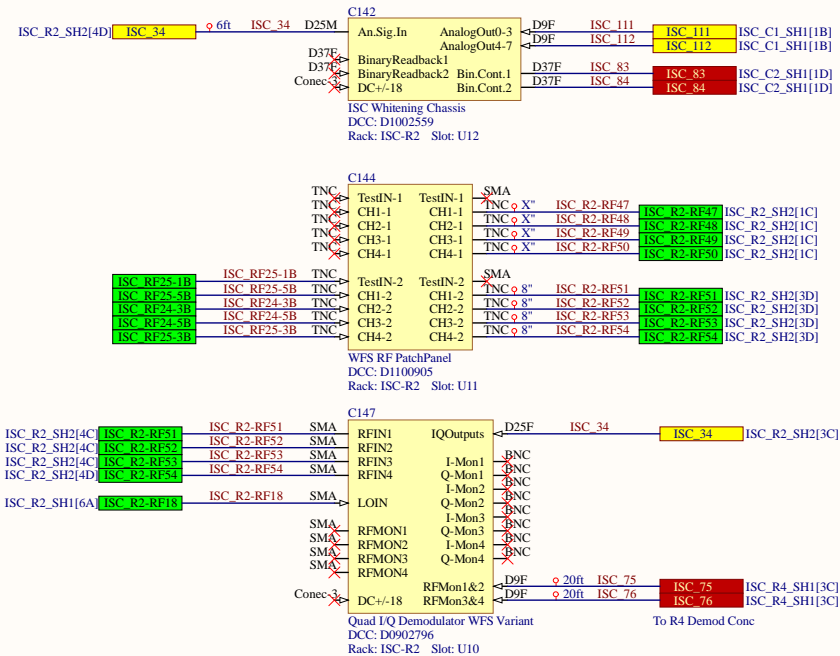 C142
ISC_R2_SH2[4D] ISC_34 6ft ISC_34 D25M An.Sig.In AnalogOut0-3 D9F ISC_111 ISC_111 ISC_C1_SH1[1B]
AnalogOut4-7 D9F ISC_112 ISC_112 ISC_C1_SH1[1B]
D37F BinaryReadback1
D37F BinaryReadback2 Bin.Cont.1 D37F ISC_83 ISC_83 ISC_C2_SH1[1D]
Conec-3 DC+/-18 Bin.Cont.2 D37F ISC_84 ISC_84 ISC_C2_SH1[1D]
ISC Whitening Chassis
DCC: D1002559
Rack: ISC-R2 Slot: U12
C144
TNC TestIN-1 TestIN-1 SMA
TNC CH1-1 CH1-1 TNC X" ISC_R2-RF47 ISC_R2-RF47 ISC_R2_SH2[1C]
TNC CH2-1 CH2-1 TNC X" ISC_R2-RF48 ISC_R2-RF48 ISC_R2_SH2[1C]
TNC CH3-1 CH3-1 TNC X" ISC_R2-RF49 ISC_R2-RF49 ISC_R2_SH2[1C]
TNC CH4-1 CH4-1 TNC X" ISC_R2-RF50 ISC_R2-RF50 ISC_R2_SH2[1C]
ISC_RF25-1B ISC_RF25-1B TNC TestIN-2 TestIN-2 SMA
ISC_RF25-5B ISC_RF25-5B TNC CH1-2 CH1-2 TNC 8" ISC_R2-RF51 ISC_R2-RF51 ISC_R2_SH2[3D]
ISC_RF24-3B ISC_RF24-3B TNC CH2-2 CH2-2 TNC 8" ISC_R2-RF52 ISC_R2-RF52 ISC_R2_SH2[3D]
ISC_RF24-5B ISC_RF24-5B TNC CH3-2 CH3-2 TNC 8" ISC_R2-RF53 ISC_R2-RF53 ISC_R2_SH2[3D]
ISC_RF25-3B ISC_RF25-3B TNC CH4-2 CH4-2 TNC 8" ISC_R2-RF54 ISC_R2-RF54 ISC_R2_SH2[3D]
WFS RF PatchPanel
DCC: D1100905
Rack: ISC-R2 Slot: U11
C147
ISC_R2_SH2[4C] ISC_R2-RF51 ISC_R2-RF51 SMA RFIN1 IQOutputs D25F ISC_34 ISC_34 ISC_R2_SH2[3C]
ISC_R2_SH2[4C] ISC_R2-RF52 ISC_R2-RF52 SMA RFIN2
ISC_R2_SH2[4C] ISC_R2-RF53 ISC_R2-RF53 SMA RFIN3 I-Mon1 BNC
ISC_R2_SH2[4D] ISC_R2-RF54 ISC_R2-RF54 SMA RFIN4 Q-Mon1 BNC
I-Mon2 BNC
ISC_R2_SH1[6A] ISC_R2-RF18 ISC_R2-RF18 SMA LOIN Q-Mon2 BNC
I-Mon3 BNC
SMA RFMON1 Q-Mon3 BNC
SMA RFMON2 I-Mon4 BNC
SMA RFMON3 Q-Mon4 BNC
SMA RFMON4
RFMon1&2 D9F 20ft ISC_75 ISC_75 ISC_R4_SH1[3C]
Conec-3 DC+/-18 RFMon3&4 D9F 20ft ISC_76 ISC_76 ISC_R4_SH1[3C]
Quad I/Q Demodulator WFS Variant To R4 Demod Conc
DCC: D0902796
Rack: ISC-R2 Slot: U10